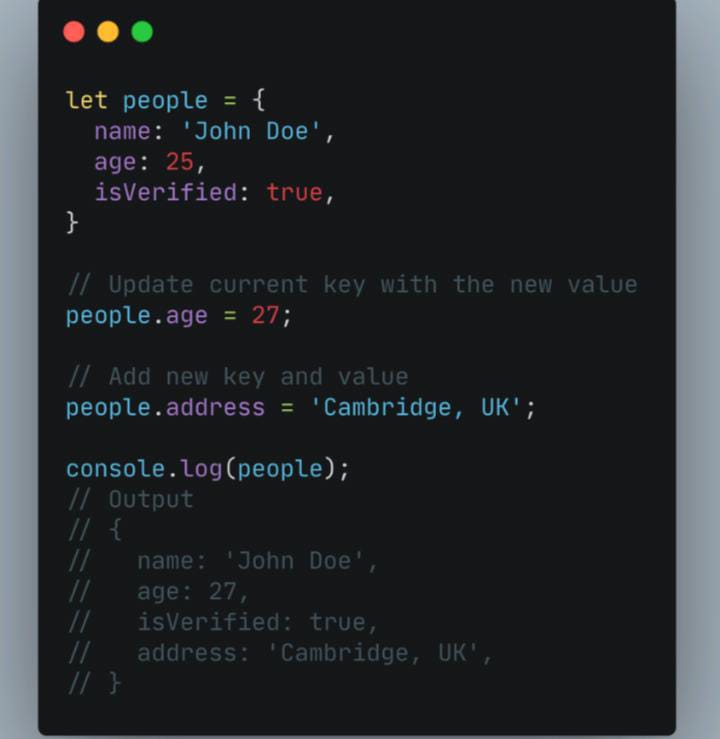 let people = {
  name: 'John Doe',
  age: 25,
  isVerified: true,
}
// Update current key with the new value
people.age = 27;
// Add new key and value
people.address = 'Cambridge, UK';
console.log(people);
// Output
// {
//   name: 'John Doe',
//   age: 27,
//   isVerified: true,
//   address: 'Cambridge, UK',
// }